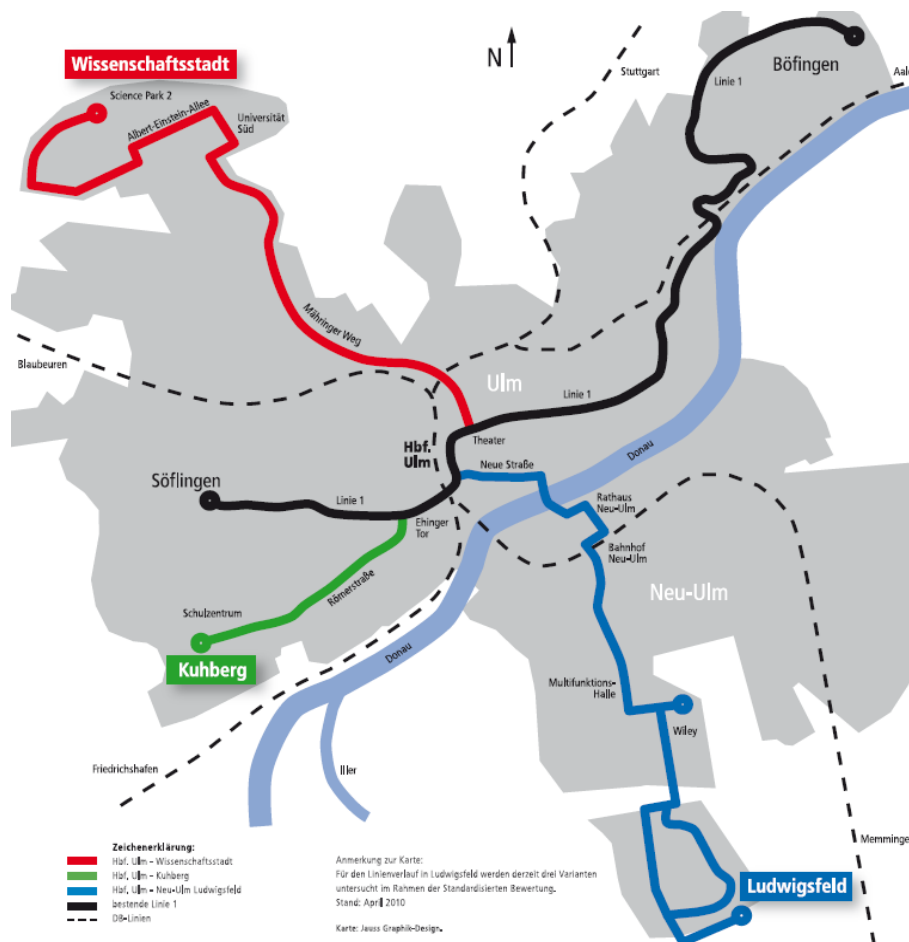 Wissenschaftsstadt
Science Park 2
Albert-Einstein-Allee
Universität
Süd
N
Stuttgart
Linie 1
Böfingen
Aale
Mähringer Weg
Blaubeuren
Ulm
Linie 1
Theater
Hbf.
Ulm
Neue Straße
Donau
Söflingen
Linie 1
Ehinger
Tor
Rathaus
Neu-Ulm
Bahnhof
Neu-Ulm
Römerstraße
Neu-Ulm
Schulzentrum
Kuhberg
Donau
Multifunktions-
Halle
Wiley
Friedrichshafen
Iller
Memminge
Ludwigsfeld
Zeichenerklärung:
Hbf. Ulm – Wissenschaftsstadt
Hbf. Ulm – Kuhberg
Hbf. Ulm – Neu-Ulm Ludwigsfeld
bestende Linie 1
DB-Linien
Anmerkung zur Karte:
Für den Linienverlauf in Ludwigsfeld werden derzeit drei Varianten
untersucht im Rahmen der Standardisierten Bewertung.
Stand: April 2010
Karte: Jauss Graphik-Design.